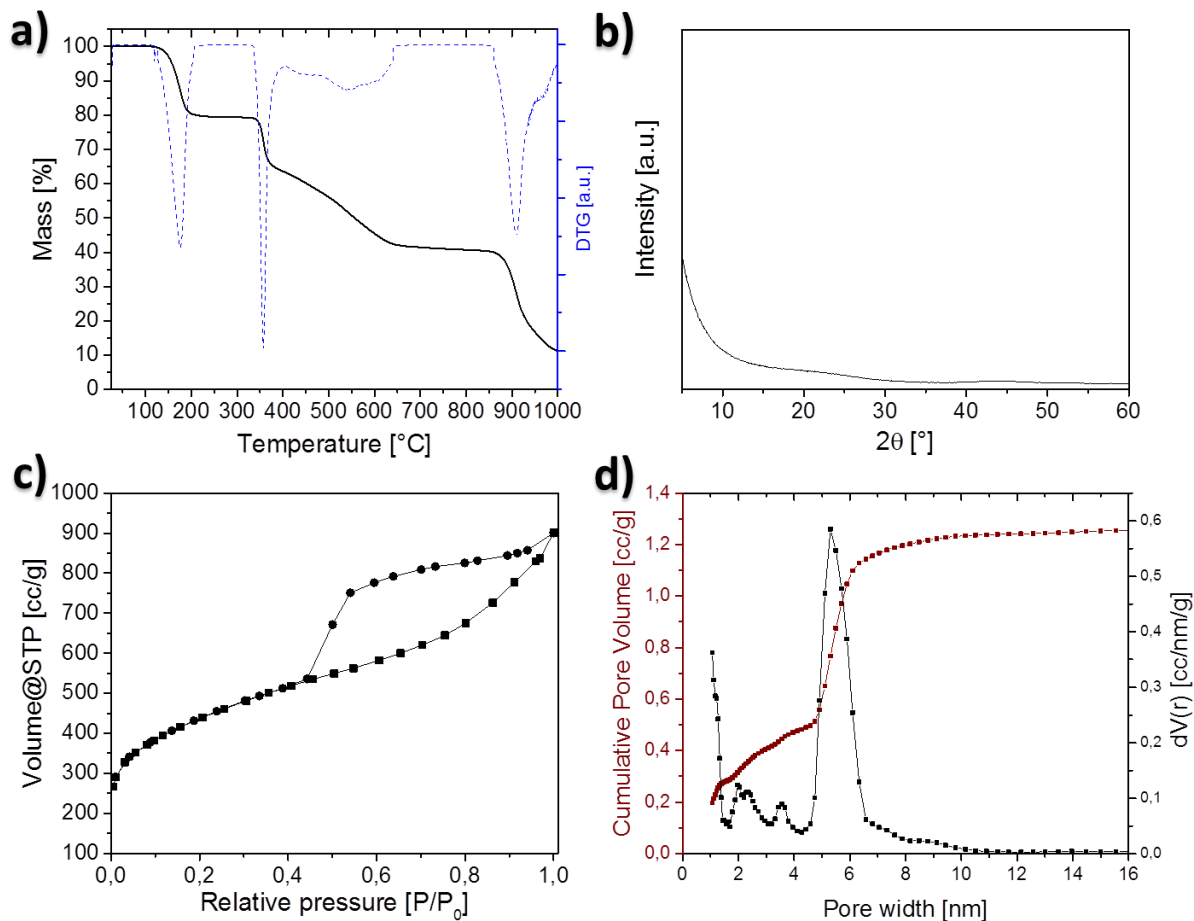 a)
100
90
80
70
60
50
40
30
20
10
0
Mass [%]
DTG [a.u.]
100 200 300 400 500 600 700 800 900 1000
Temperature [°C]
b)
Intensity [a.u.]
10 20 30 40 50 60
2θ [°]
c)
1000
900
800
700
600
500
400
300
200
100
Volume@STP [cc/g]
0,0 0,2 0,4 0,6 0,8 1,0
Relative pressure [P/P₀]
d)
1,4
1,2
1,0
0,8
0,6
0,4
0,2
0,0
Cumulative Pore Volume [cc/g]
0,6
0,5
0,4
0,3
0,2
0,1
0,0
dV(r) [cc/nm/g]
0 2 4 6 8 10 12 14 16
Pore width [nm]